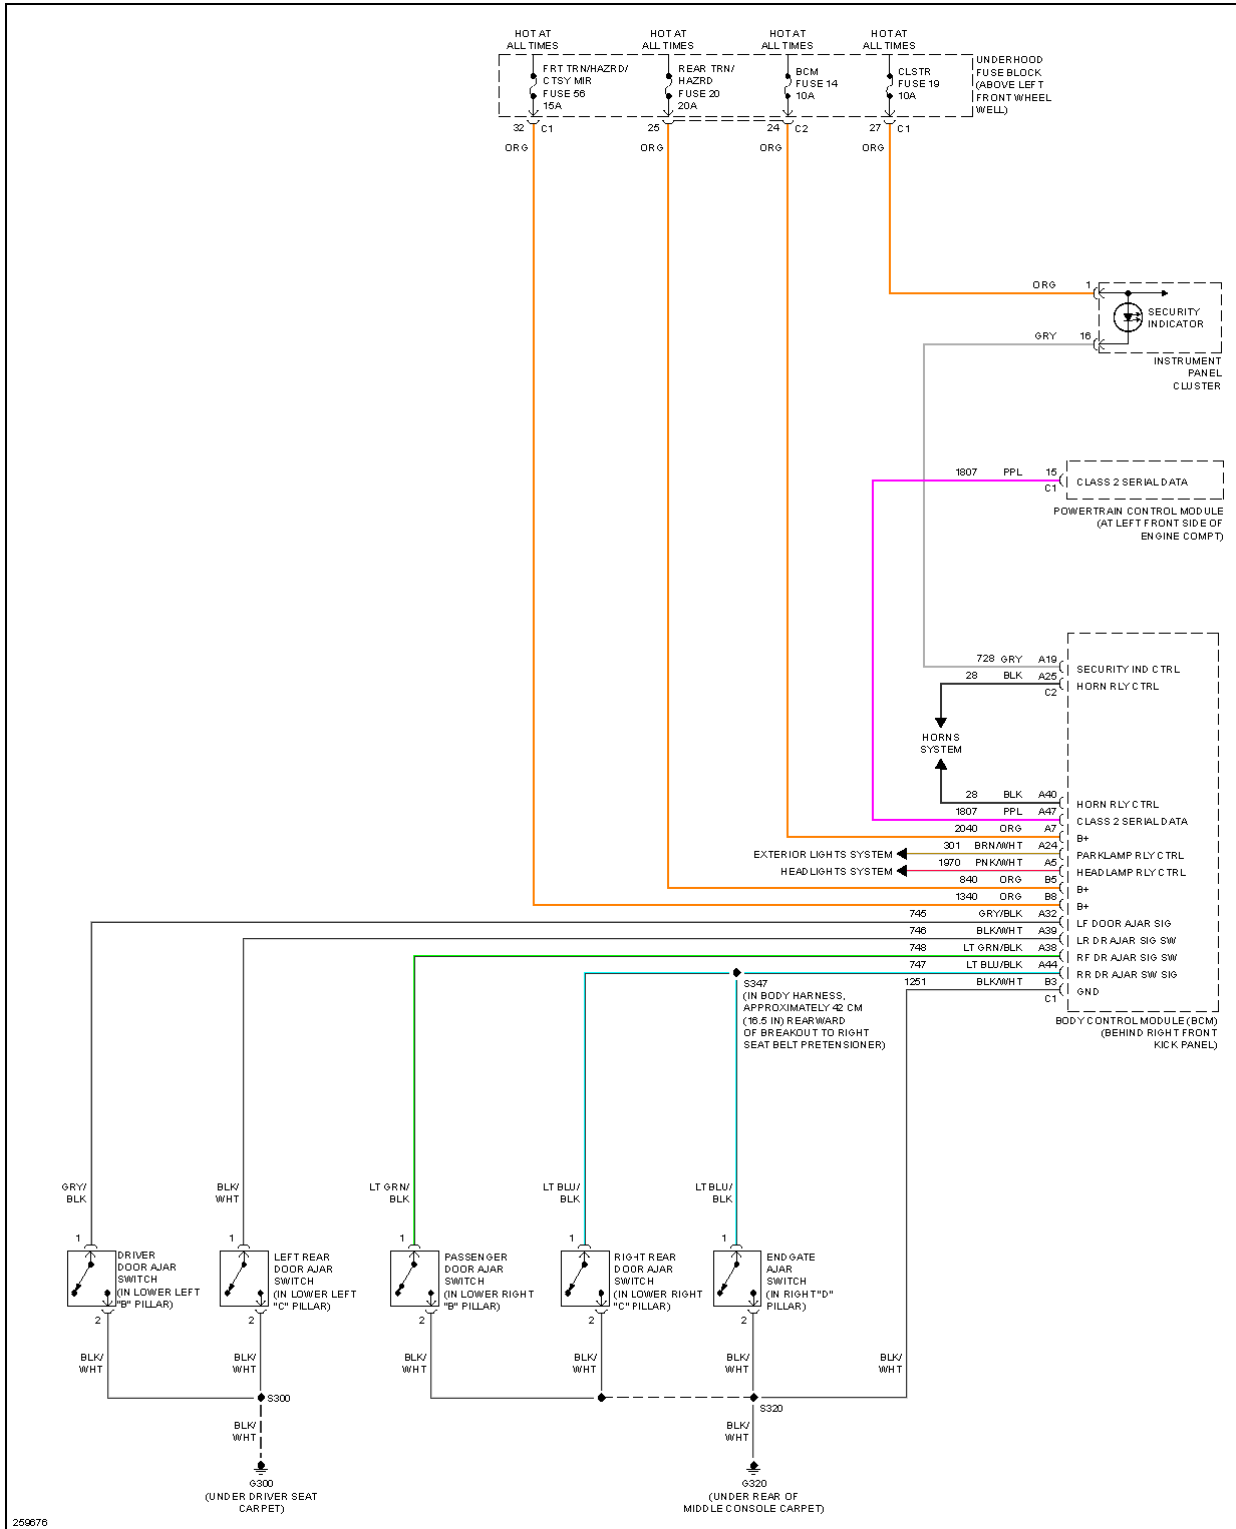 HOT AT
ALL TIMES
HOT AT
ALL TIMES
HOT AT
ALL TIMES
HOT AT
ALL TIMES
FRT TRN/HAZRD/
CTSY MIR
FUSE 56
15A
REAR TRN/
HAZRD
FUSE 20
20A
BCM
FUSE 14
10A
CLSTR
FUSE 19
10A
UNDERHOOD
FUSE BLOCK
(ABOVE LEFT
FRONT WHEEL
WELL)
32 C1
25
24 C2
27 C1
ORG
ORG
ORG
ORG
ORG 1
SECURITY
INDICATOR
GRY 16
INSTRUMENT
PANEL
CLUSTER
1807 PPL 15
C1
CLASS 2 SERIAL DATA
POWERTRAIN CONTROL MODULE
(AT LEFT FRONT SIDE OF
ENGINE COMPT)
728 GRY A19
SECURITY IND CTRL
28 BLK A25
HORN RLY CTRL
C2
HORNS
SYSTEM
28 BLK A40
HORN RLY CTRL
1807 PPL A47
CLASS 2 SERIAL DATA
2040 ORG A7
B+
EXTERIOR LIGHTS SYSTEM
301 BRN/WHT A24
PARKLAMP RLY CTRL
HEADLIGHTS SYSTEM
1970 PNK/WHT A5
HEADLAMP RLY CTRL
840 ORG B5
B+
1340 ORG B8
B+
745 GRY/BLK A32
LF DOOR AJAR SIG
746 BLK/WHT A39
LR DR AJAR SIG SW
748 LT GRN/BLK A38
RF DR AJAR SIG SW
747 LT BLU/BLK A44
RR DR AJAR SW SIG
1251 BLK/WHT B3
GND
C1
S347
(IN BODY HARNESS,
APPROXIMATELY 42 CM
(16.5 IN) REARWARD
OF BREAKOUT TO RIGHT
SEAT BELT PRETENSIONER)
BODY CONTROL MODULE (BCM)
(BEHIND RIGHT FRONT
KICK PANEL)
GRY/
BLK
BLK/
WHT
LT GRN/
BLK
LT BLU/
BLK
LT BLU/
BLK
1
1
1
1
1
DRIVER
DOOR AJAR
SWITCH
(IN LOWER LEFT
"B" PILLAR)
LEFT REAR
DOOR AJAR
SWITCH
(IN LOWER LEFT
"C" PILLAR)
PASSENGER
DOOR AJAR
SWITCH
(IN LOWER RIGHT
"B" PILLAR)
RIGHT REAR
DOOR AJAR
SWITCH
(IN LOWER RIGHT
"C" PILLAR)
ENDGATE
AJAR
SWITCH
(IN RIGHT "D"
PILLAR)
2
2
2
2
2
BLK/
WHT
BLK/
WHT
BLK/
WHT
BLK/
WHT
BLK/
WHT
BLK/
WHT
S300
S320
BLK/
WHT
BLK/
WHT
G300
(UNDER DRIVER SEAT
CARPET)
G320
(UNDER REAR OF
MIDDLE CONSOLE CARPET)
259676